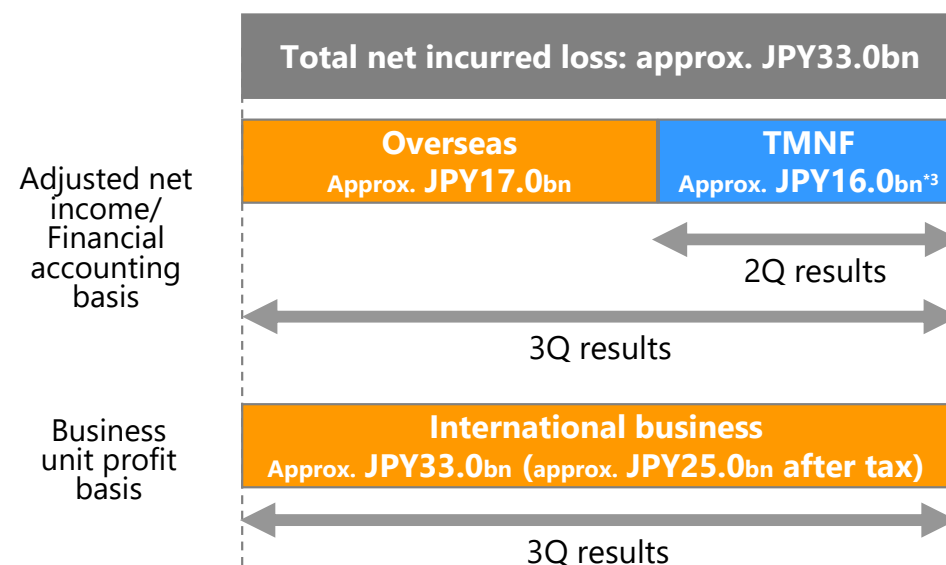 Total net incurred loss: approx. JPY33.0bn
Adjusted net
income/
Financial
accounting
basis
Overseas
Approx. JPY17.0bn
TMNF
Approx. JPY16.0bn*3
2Q results
3Q results
Business
unit profit
basis
International business
Approx. JPY33.0bn (approx. JPY25.0bn after tax)
3Q results